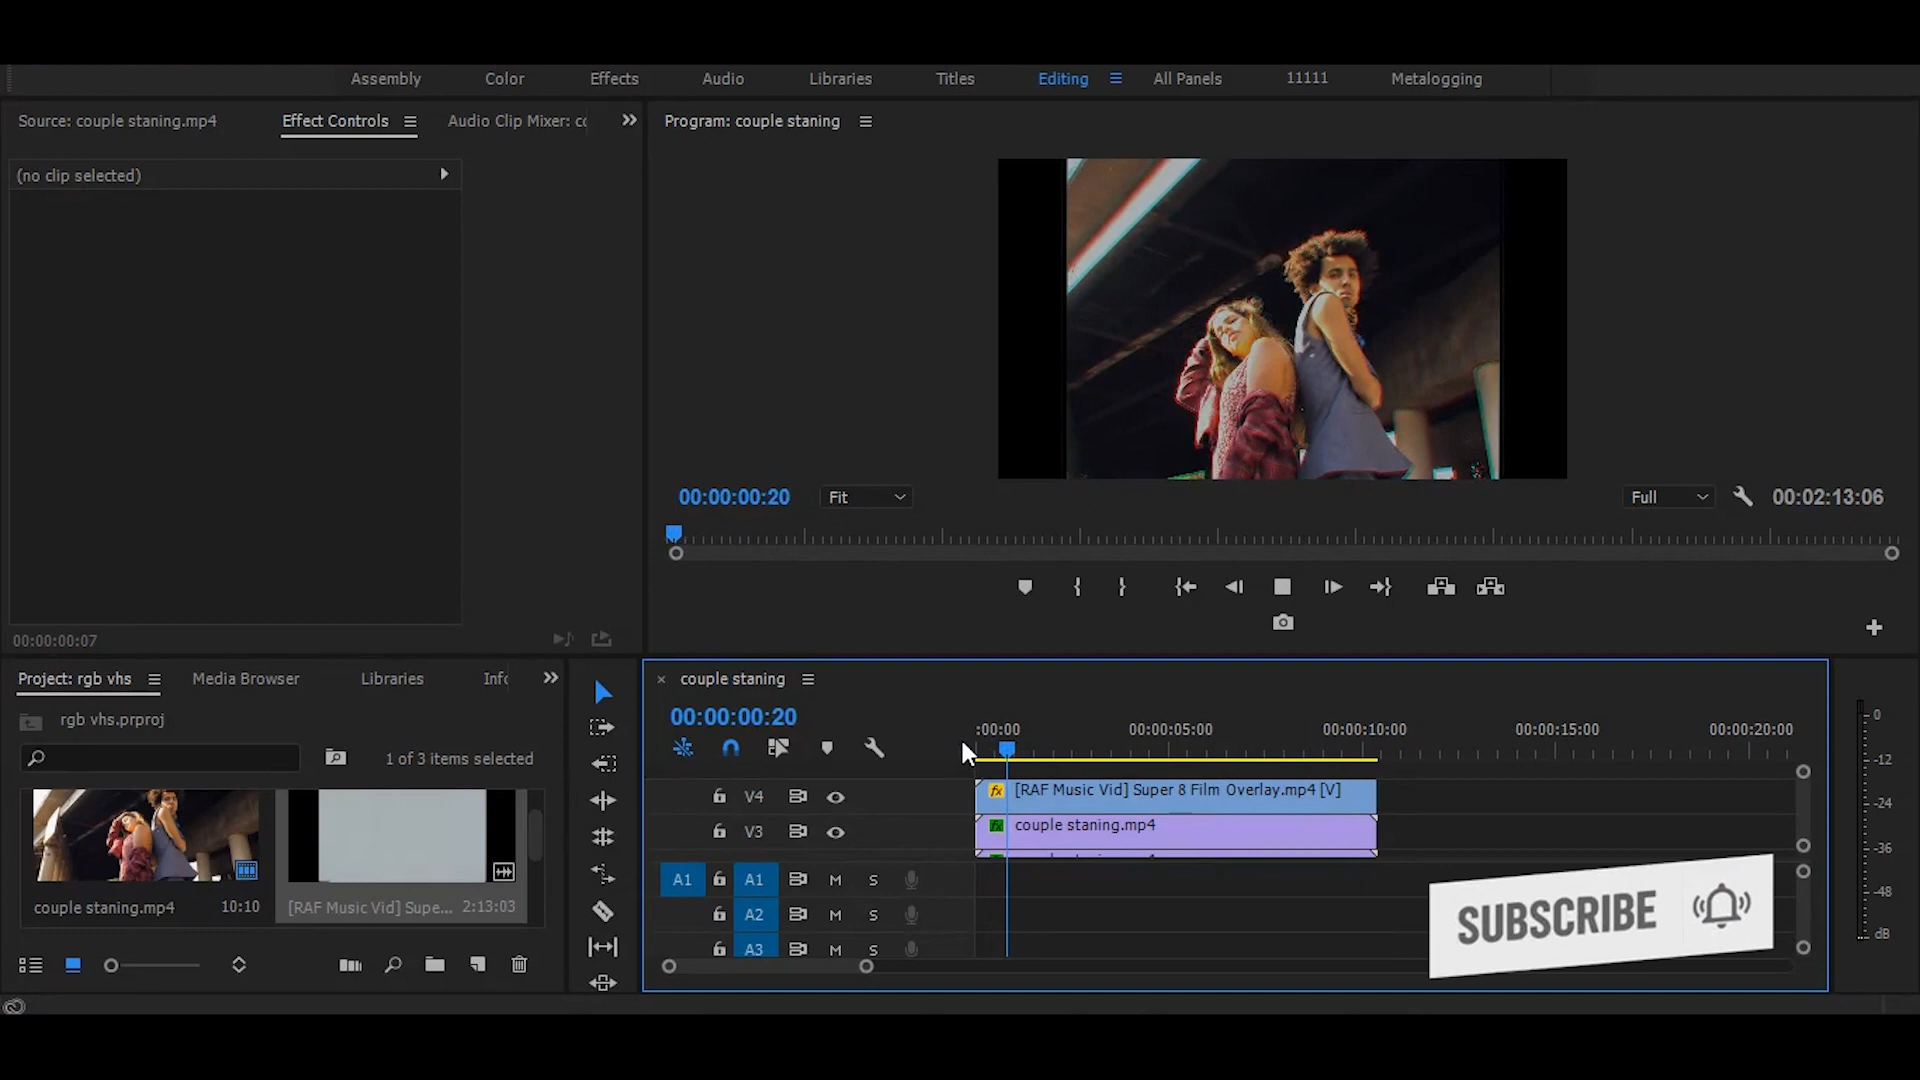 Assembly Color Effects Audio Libraries Titles Editing All Panels 11111 Metalogging
Source: couple staning.mp4 Effect Controls Audio Clip Mixer: cc
Program: couple staning
(no clip selected)
00:00:00:20 Fit Full 00:02:13:06
00:00:00:07
Project: rgb vhs Media Browser Libraries Info
rgb vhs.prproj
1 of 3 items selected
couple staning.mp4 10:10
[RAF Music Vid] Supe... 2:13:03
couple staning
00:00:00:20
:00:00 00:00:05:00 00:00:10:00 00:00:15:00 00:00:20:00
V4 fx [RAF Music Vid] Super 8 Film Overlay.mp4 [V]
V3 fx couple staning.mp4
A1 A1 M S
A2 M S
A3 M S
0
-12
-24
-36
-48
dB
SUBSCRIBE